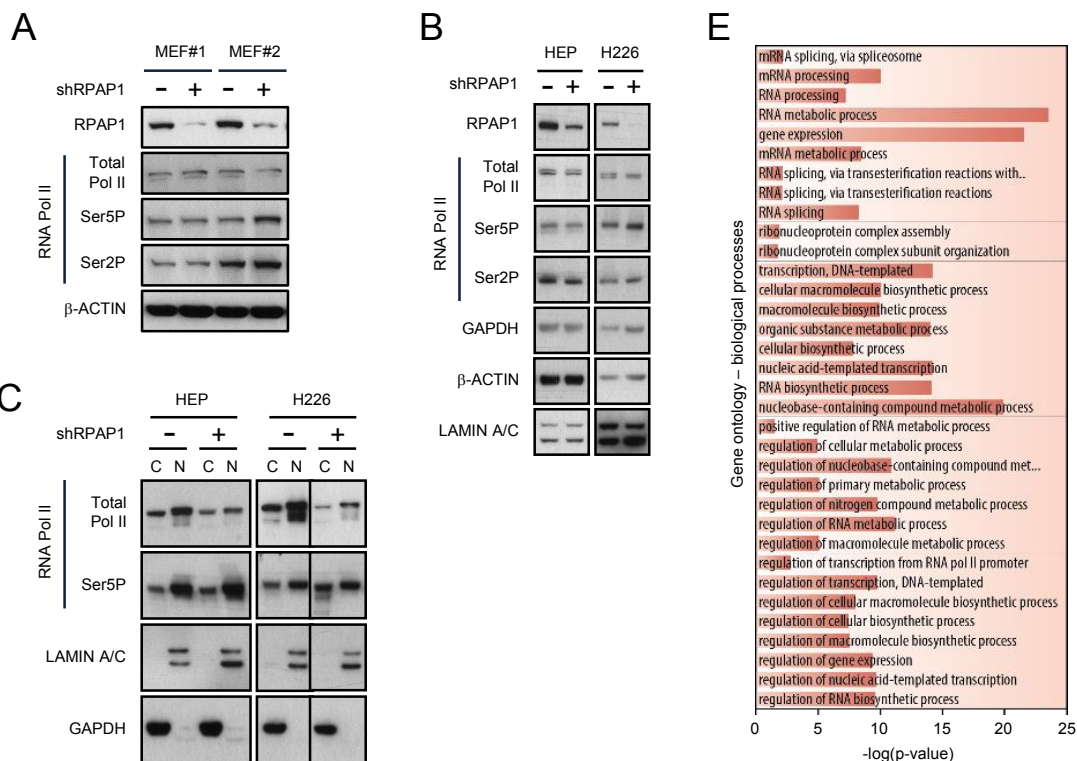 A
MEF#1 MEF#2
shRPAP1 – + – +
RPAP1
RNA Pol II
Total
Pol II
Ser5P
Ser2P
β-ACTIN
B
HEP H226
shRPAP1 – + – +
RPAP1
RNA Pol II
Total
Pol II
Ser5P
Ser2P
GAPDH
β-ACTIN
LAMIN A/C
C
HEP H226
shRPAP1 – + – +
C N C N C N C N
RNA Pol II
Total
Pol II
Ser5P
LAMIN A/C
GAPDH
E
Gene ontology – biological processes
mRNA splicing, via spliceosome
mRNA processing
RNA processing
RNA metabolic process
gene expression
mRNA metabolic process
RNA splicing, via transesterification reactions with..
RNA splicing, via transesterification reactions
RNA splicing
ribonucleoprotein complex assembly
ribonucleoprotein complex subunit organization
transcription, DNA-templated
cellular macromolecule biosynthetic process
macromolecule biosynthetic process
organic substance metabolic process
cellular biosynthetic process
nucleic acid-templated transcription
RNA biosynthetic process
nucleobase-containing compound metabolic process
positive regulation of RNA metabolic process
regulation of cellular metabolic process
regulation of nucleobase-containing compound met...
regulation of primary metabolic process
regulation of nitrogen compound metabolic process
regulation of RNA metabolic process
regulation of macromolecule metabolic process
regulation of transcription from RNA pol II promoter
regulation of transcription, DNA-templated
regulation of cellular macromolecule biosynthetic process
regulation of cellular biosynthetic process
regulation of macromolecule biosynthetic process
regulation of gene expression
regulation of nucleic acid-templated transcription
regulation of RNA biosynthetic process
0 5 10 15 20 25
-log(p-value)